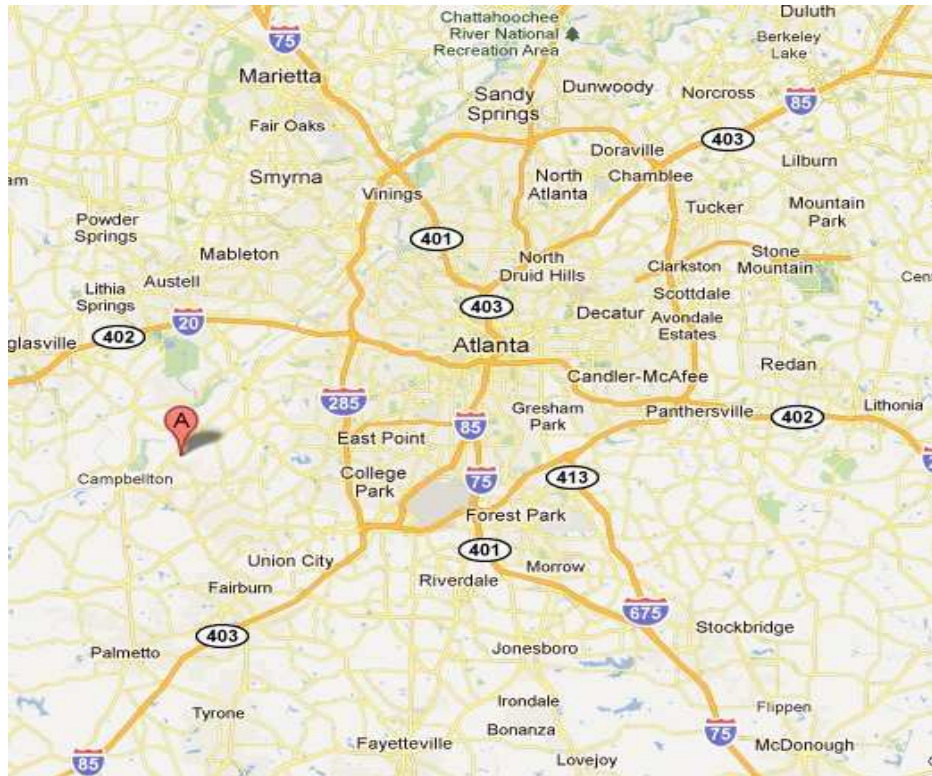 Chattahoochee
River National
Recreation Area
Duluth
Berkeley
Lake
75
Marietta
Sandy
Springs
Dunwoody
Norcross
85
Fair Oaks
403
Doraville
Lilburn
am
Smyrna
Vinings
North
Atlanta
Chamblee
Tucker
Mountain
Park
Powder
Springs
401
Mableton
North
Druid Hills
Stone
Mountain
Clarkston
Austell
Lithia
Springs
Cen
Scottdale
403
Decatur
Avondale
Estates
20
402
glasville
Atlanta
Redan
Candler-McAfee
285
Gresham
Park
Panthersville
402
Lithonia
A
85
East Point
College
Park
Campbellton
75
413
2
Forest Park
401
Union City
Morrow
Riverdale
Fairburn
675
403
Stockbridge
Palmetto
Jonesboro
Irondale
Flippen
Tyrone
Bonanza
75
Fayetteville
McDonough
Lovejoy
85